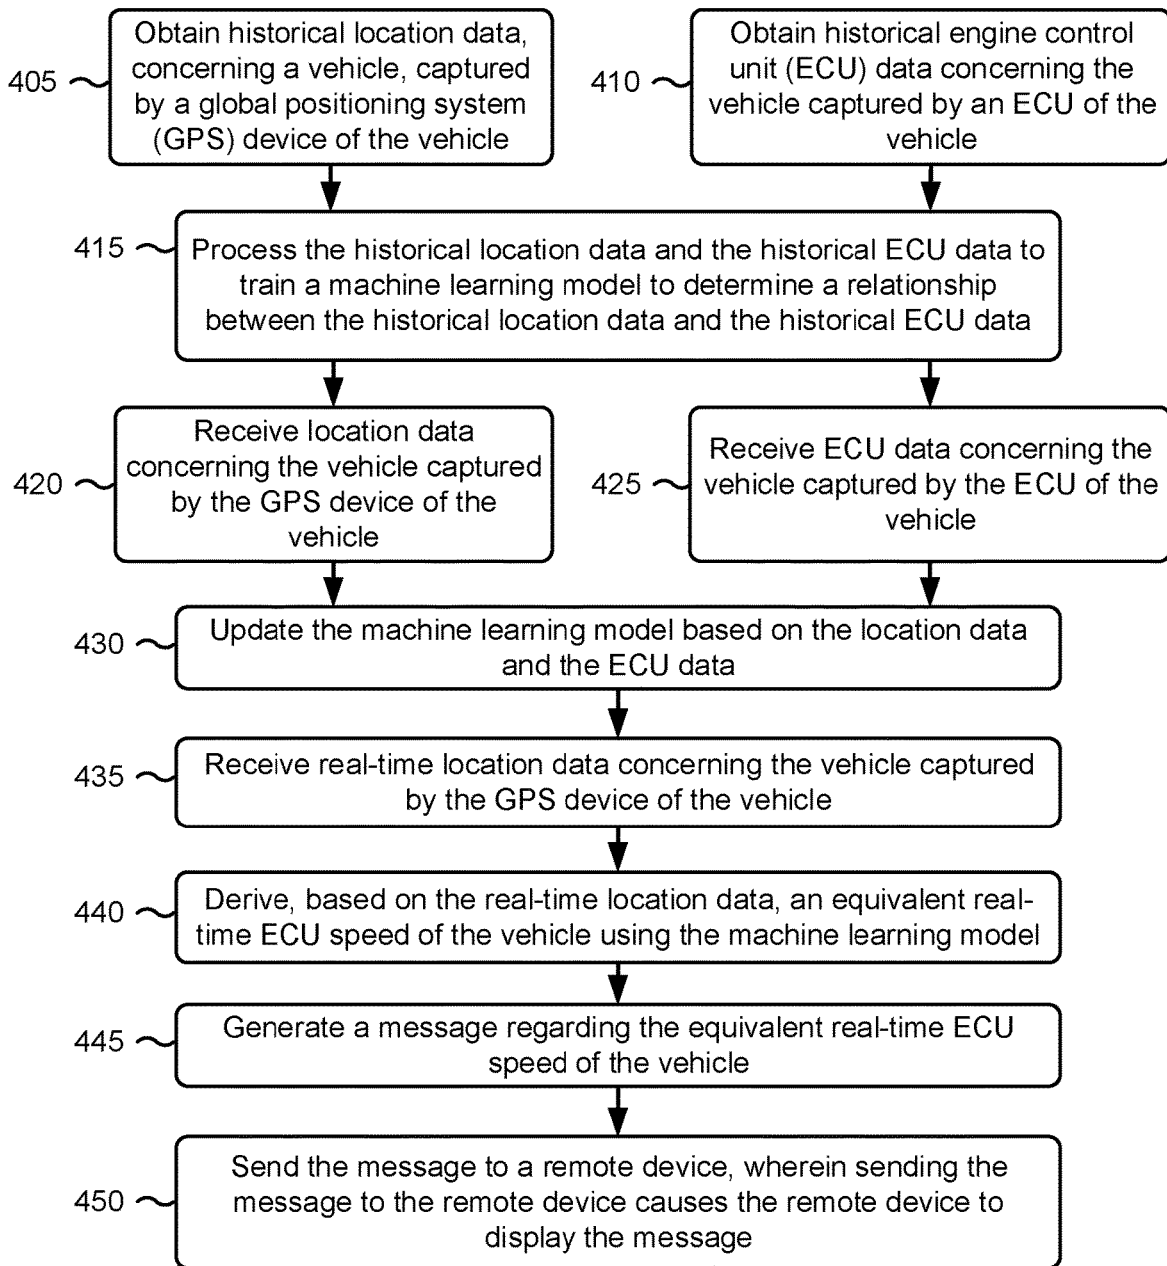 405
Obtain historical location data,
concerning a vehicle, captured
by a global positioning system
(GPS) device of the vehicle
410
Obtain historical engine control
unit (ECU) data concerning the
vehicle captured by an ECU of the
vehicle
415
Process the historical location data and the historical ECU data to
train a machine learning model to determine a relationship
between the historical location data and the historical ECU data
420
Receive location data
concerning the vehicle captured
by the GPS device of the
vehicle
425
Receive ECU data concerning the
vehicle captured by the ECU of the
vehicle
430
Update the machine learning model based on the location data
and the ECU data
435
Receive real-time location data concerning the vehicle captured
by the GPS device of the vehicle
440
Derive, based on the real-time location data, an equivalent real-
time ECU speed of the vehicle using the machine learning model
445
Generate a message regarding the equivalent real-time ECU
speed of the vehicle
450
Send the message to a remote device, wherein sending the
message to the remote device causes the remote device to
display the message